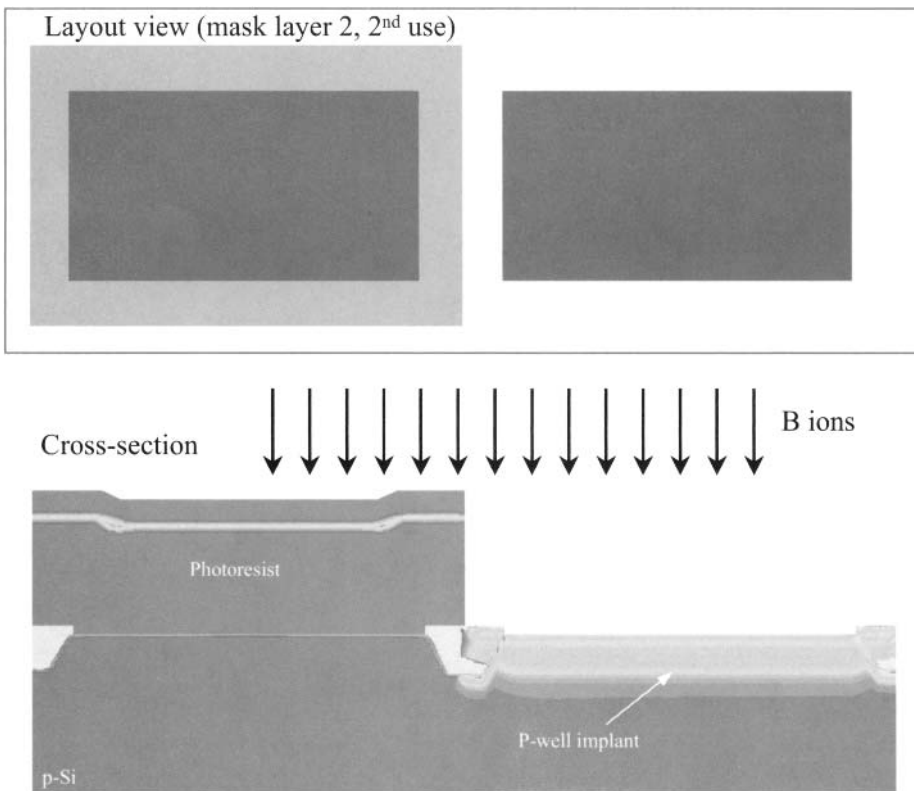 Layout view (mask layer 2, 2nd use)
B ions
Cross-section
Photoresist
P-well implant
p-Si